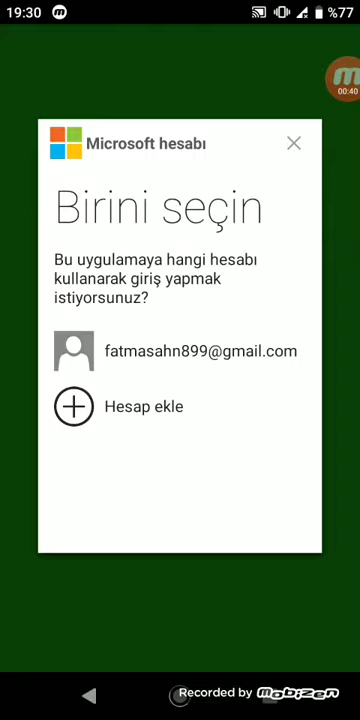 19:30
%77
00:40
Microsoft hesabı
Birini seçin
Bu uygulamaya hangi hesabı
kullanarak giriş yapmak
istiyorsunuz?
fatmasahn899@gmail.com
Hesap ekle
Recorded by Mobizen